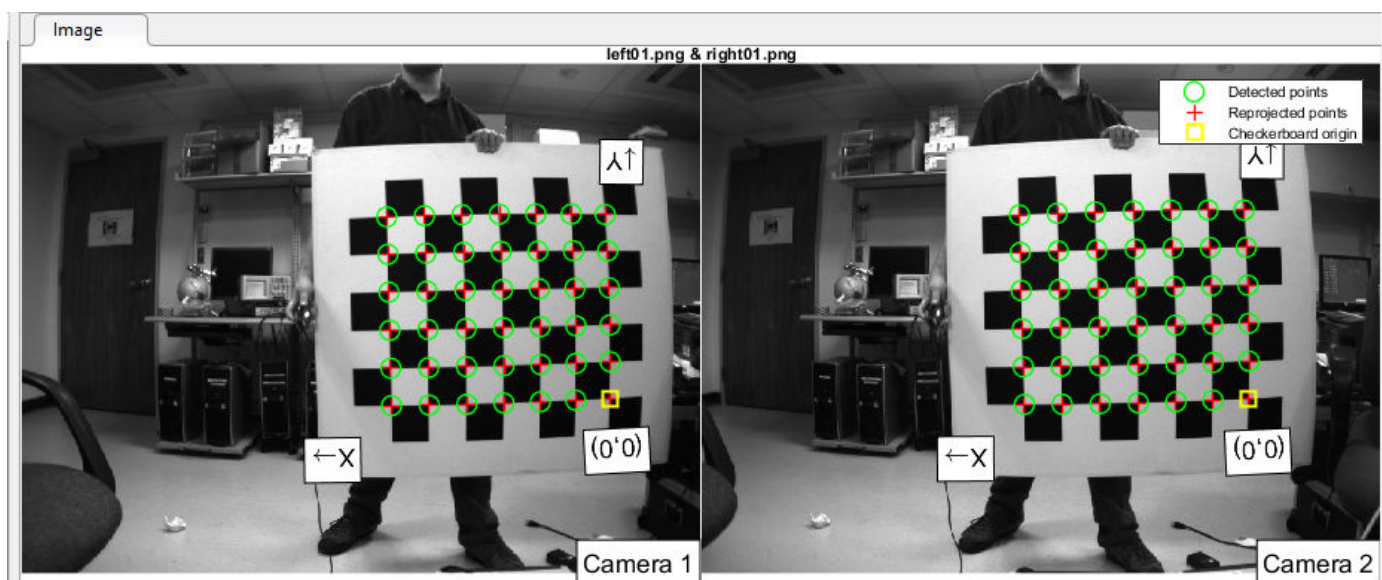 Image
left01.png & right01.png
Detected points
Reprojected points
Checkerboard origin
Y→
Y→
←X
(0,0)
←X
(0,0)
Camera 1
Camera 2